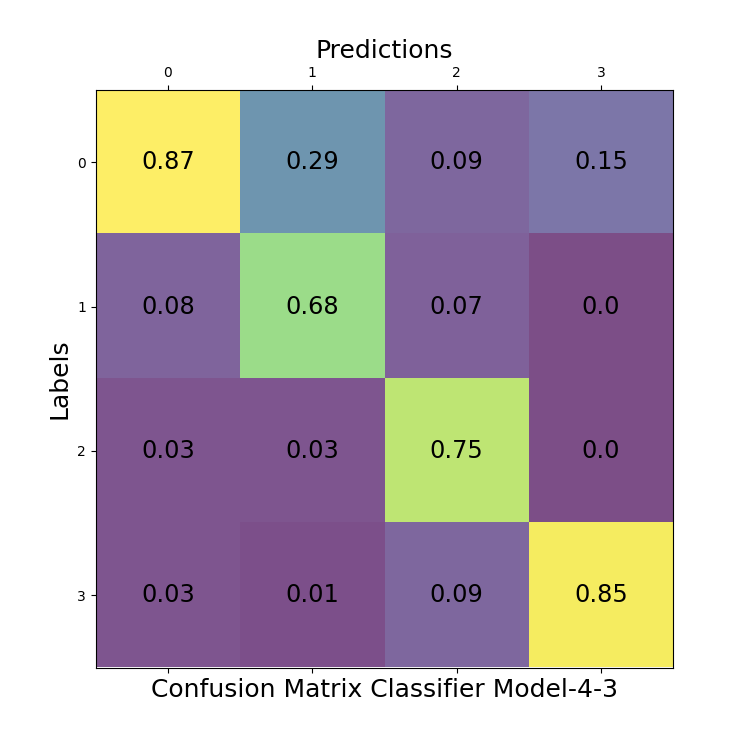 Predictions
0 1 2 3
0 0.87 0.29 0.09 0.15
1 0.08 0.68 0.07 0.0
Labels
2 0.03 0.03 0.75 0.0
3 0.03 0.01 0.09 0.85
Confusion Matrix Classifier Model-4-3